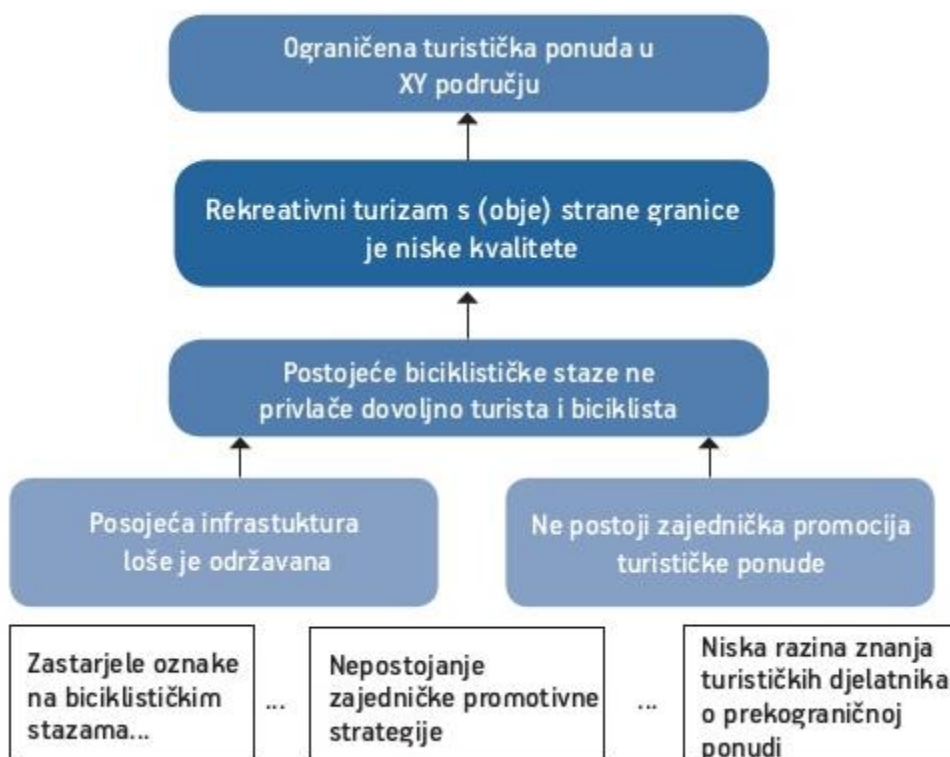 Ograničena turistička ponuda u
XY području
Rekreativni turizam s (obje) strane granice
je niske kvalitete
Postojeće biciklističke staze ne
privlače dovoljno turista i biciklista
Posojeća infrastuktura
loše je održavana
Ne postoji zajednička promocija
turističke ponude
Zastarjele oznake
na biciklističkim
stazama...
...
Nepostojanje
zajedničke promotivne
strategije
...
Niska razina znanja
turističkih djelatnika
o prekograničnoj
ponudi